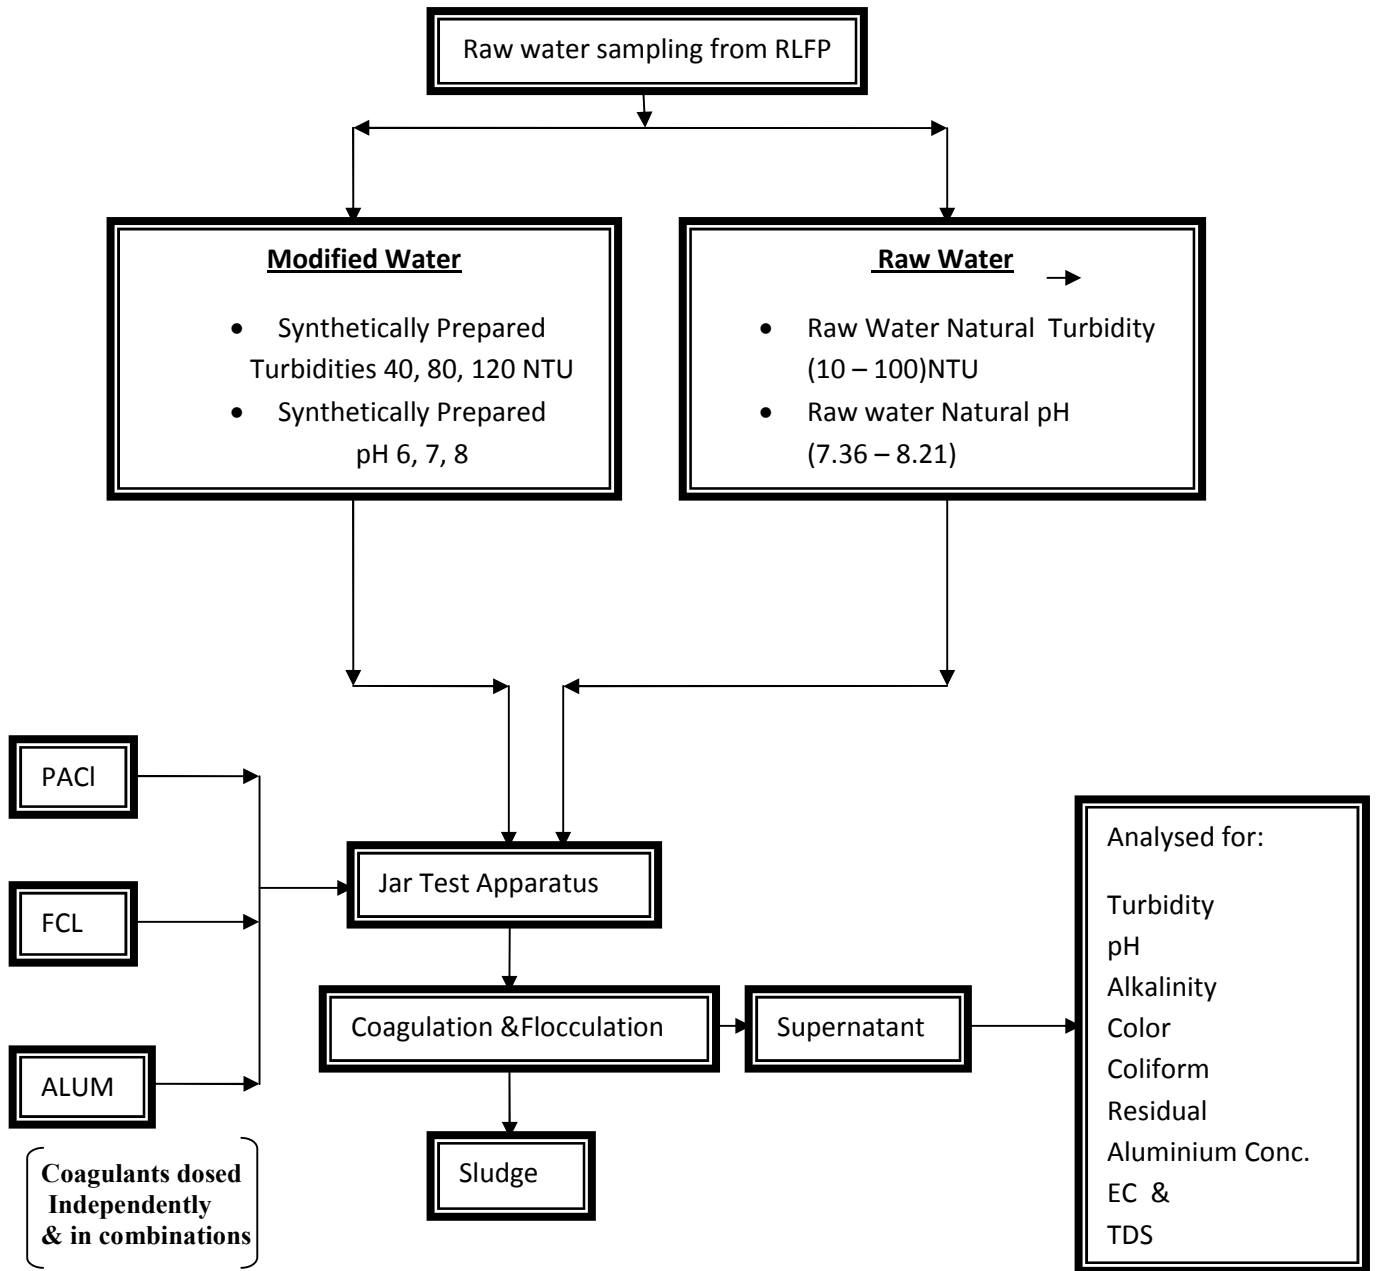 Raw water sampling from RLFP
Modified Water
• Synthetically Prepared
Turbidities 40, 80, 120 NTU
• Synthetically Prepared
pH 6, 7, 8
Raw Water
• Raw Water Natural Turbidity
(10 – 100)NTU
• Raw water Natural pH
(7.36 – 8.21)
PACl
FCL
ALUM
Coagulants dosed
Independently
& in combinations
Jar Test Apparatus
Coagulation &Flocculation
Supernatant
Sludge
Analysed for:
Turbidity
pH
Alkalinity
Color
Coliform
Residual
Aluminium Conc.
EC &
TDS